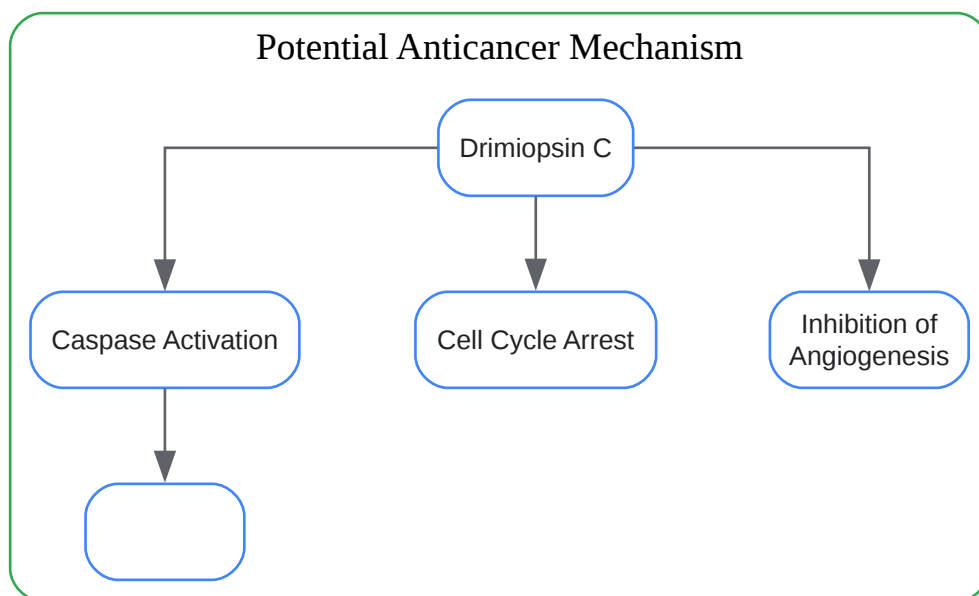 Potential Anticancer Mechanism
Drimiopsin C
Caspase Activation
Cell Cycle Arrest
Inhibition of
Angiogenesis